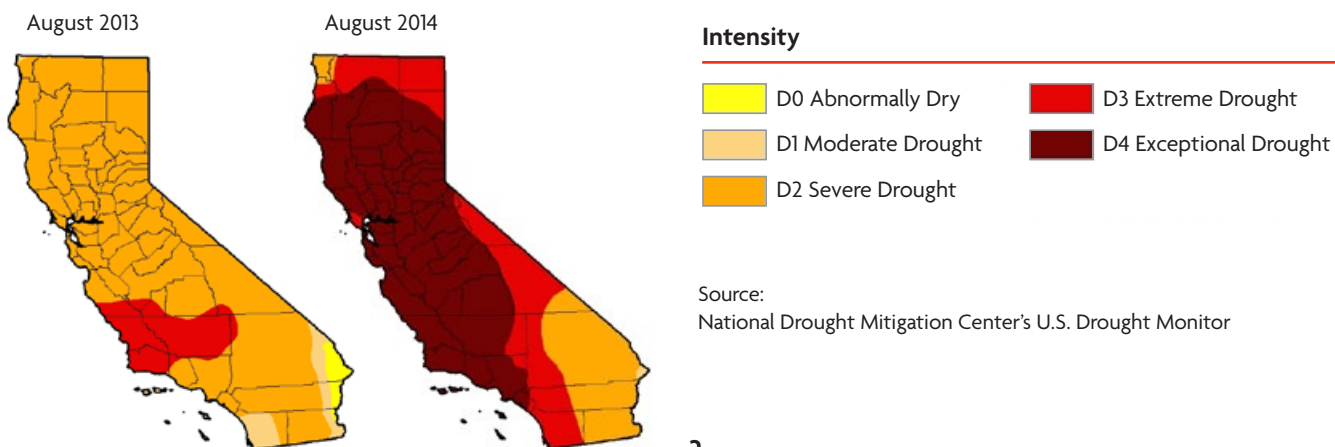 August 2013
August 2014
Intensity
D0 Abnormally Dry
D3 Extreme Drought
D1 Moderate Drought
D4 Exceptional Drought
D2 Severe Drought
Source:
National Drought Mitigation Center's U.S. Drought Monitor